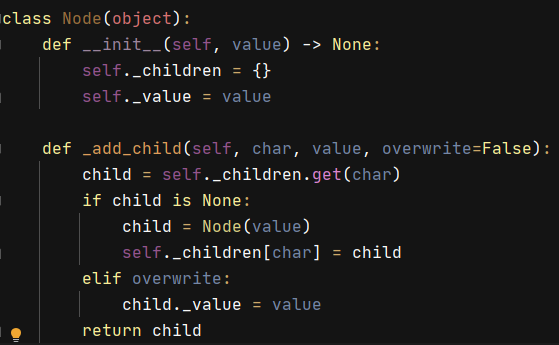 class Node(object):
    def __init__(self, value) -> None:
        self._children = {}
        self._value = value

    def _add_child(self, char, value, overwrite=False):
        child = self._children.get(char)
        if child is None:
            child = Node(value)
            self._children[char] = child
        elif overwrite:
            child._value = value
        return child